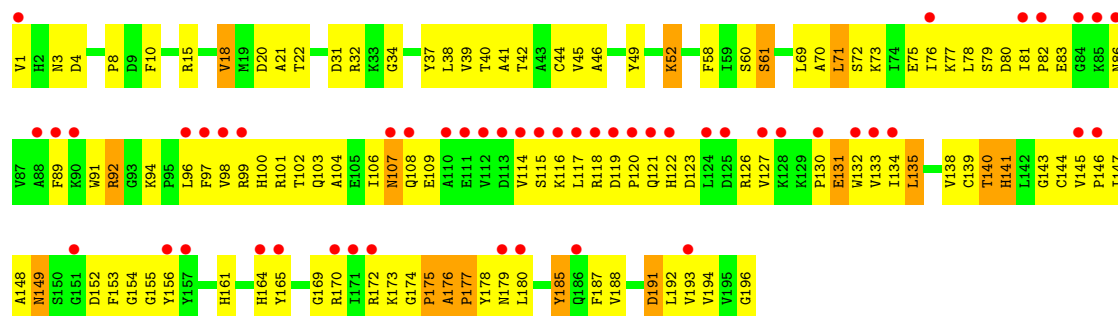 V1 H2 N3 D4 P8 D9 F10 R15 V18 M19 D20 A21 T22 D31 R32 K33 G34 Y37 L38 V39 T40 A41 T42 A43 C44 V45 A46 Y49 K52 F58 I59 S60 S61 L69 A70 L71 S72 K73 I74 E75 I76 K77 L78 S79 D80 I81 P82 E83 G84 K85 N86
V87 A88 F89 K90 W91 R92 G93 K94 P95 L96 F97 V98 R99 H100 R101 T102 Q103 A104 E105 I106 N107 Q108 E109 A110 E111 V112 D113 V114 S115 K116 L117 R118 D119 P120 Q121 H122 D123 L124 D125 R126 V127 K128 K129 P130 E131 W132 V133 I134 L135 V138 C139 T140 H141 L142 G143 C144 V145 P146 I147
A148 N149 S150 G151 D152 F153 G154 G155 Y156 Y157 H161 H164 Y165 G169 R170 I171 R172 K173 G174 P175 A176 P177 Y178 N179 L180 Y185 Q186 F187 V188 D191 L192 V193 V194 V195 G196